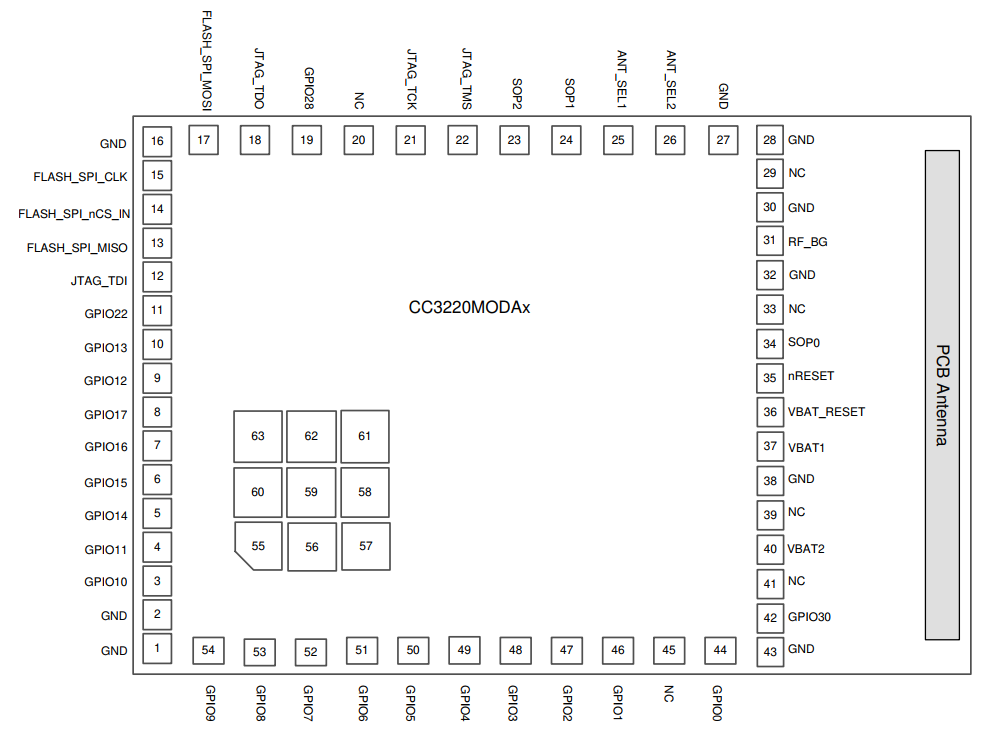 FLASH_SPI_MOSI
JTAG_TDO
GPIO28
NC
JTAG_TCK
JTAG_TMS
SOP2
SOP1
ANT_SEL1
ANT_SEL2
GND
17 18 19 20 21 22 23 24 25 26 27
GND 16
FLASH_SPI_CLK 15
FLASH_SPI_nCS_IN 14
FLASH_SPI_MISO 13
JTAG_TDI 12
GPIO22 11
GPIO13 10
GPIO12 9
GPIO17 8
GPIO16 7
GPIO15 6
GPIO14 5
GPIO11 4
GPIO10 3
GND 2
GND 1
CC3220MODAx
63 62 61
60 59 58
55 56 57
28 GND
29 NC
30 GND
31 RF_BG
32 GND
33 NC
34 SOP0
35 nRESET
36 VBAT_RESET
37 VBAT1
38 GND
39 NC
40 VBAT2
41 NC
42 GPIO30
43 GND
PCB Antenna
54 53 52 51 50 49 48 47 46 45 44
GPIO9
GPIO8
GPIO7
GPIO6
GPIO5
GPIO4
GPIO3
GPIO2
GPIO1
NC
GPIO0